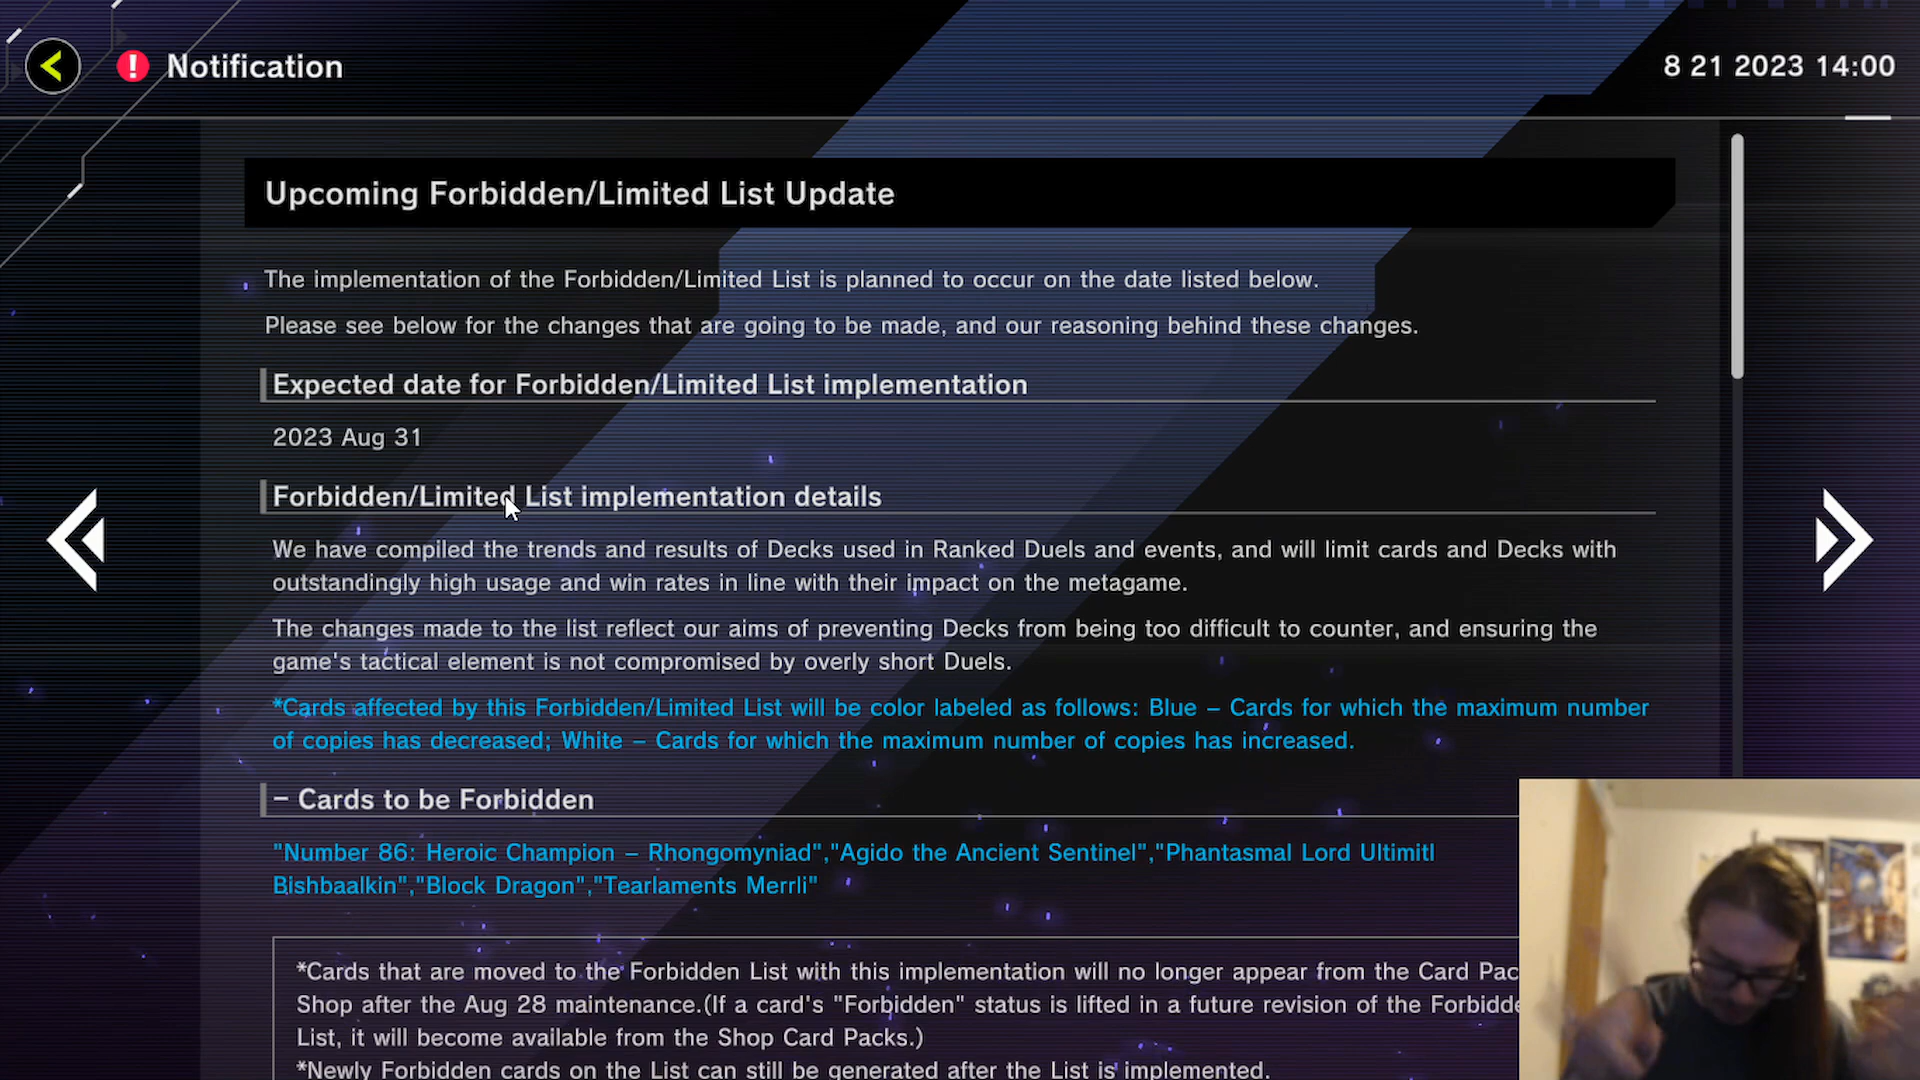 Notification
8 21 2023 14:00
Upcoming Forbidden/Limited List Update
The implementation of the Forbidden/Limited List is planned to occur on the date listed below.
Please see below for the changes that are going to be made, and our reasoning behind these changes.
Expected date for Forbidden/Limited List implementation
2023 Aug 31
Forbidden/Limited List implementation details
We have compiled the trends and results of Decks used in Ranked Duels and events, and will limit cards and Decks with
outstandingly high usage and win rates in line with their impact on the metagame.
The changes made to the list reflect our aims of preventing Decks from being too difficult to counter, and ensuring the
game's tactical element is not compromised by overly short Duels.
*Cards affected by this Forbidden/Limited List will be color labeled as follows: Blue – Cards for which the maximum number
of copies has decreased; White – Cards for which the maximum number of copies has increased.
– Cards to be Forbidden
"Number 86: Heroic Champion – Rhongomyniad","Agido the Ancient Sentinel","Phantasmal Lord Ultimitl
Bishbaalkin","Block Dragon","Tearlaments Merrli"
*Cards that are moved to the Forbidden List with this implementation will no longer appear from the Card Pac
Shop after the Aug 28 maintenance.(If a card's "Forbidden" status is lifted in a future revision of the Forbidde
List, it will become available from the Shop Card Packs.)
*Newly Forbidden cards on the List can still be generated after the List is implemented.